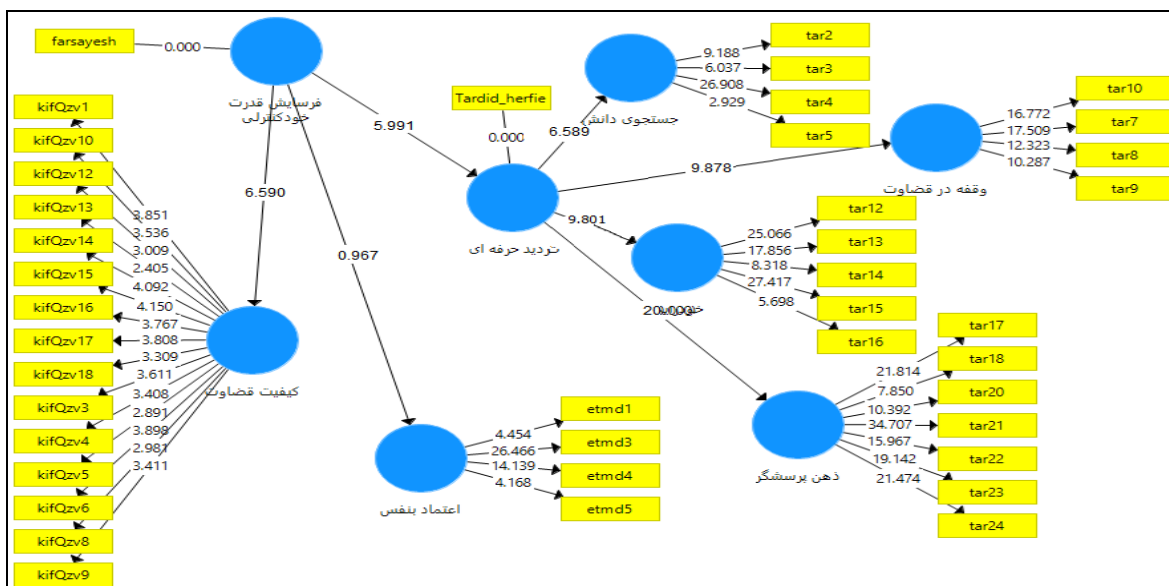 farsayesh
0.000
فرسایش قدرت
خودکنترلی
kifQzv1
kifQzv10
kifQzv12
kifQzv13
kifQzv14
kifQzv15
kifQzv16
kifQzv17
kifQzv18
kifQzv3
kifQzv4
kifQzv5
kifQzv6
kifQzv8
kifQzv9
3.851
3.536
3.009
2.405
4.092
4.150
3.767
3.808
3.309
3.611
3.408
2.891
3.898
2.981
3.411
کیفیت قضاوت
6.590
0.967
5.991
Tardid_herfie
0.000
تردید حرفه ای
6.589
9.878
9.801
جستجوی دانش
9.188
6.037
26.908
2.929
tar2
tar3
tar4
tar5
وقفه در قضاوت
16.772
17.509
12.323
10.287
tar10
tar7
tar8
tar9
25.066
17.856
8.318
27.417
5.698
tar12
tar13
tar14
tar15
tar16
ذهن پرسشگر
21.814
7.850
10.392
34.707
15.967
19.142
21.474
tar17
tar18
tar20
tar21
tar22
tar23
tar24
اعتماد بنفس
4.454
26.466
14.139
4.168
etmd1
etmd3
etmd4
etmd5